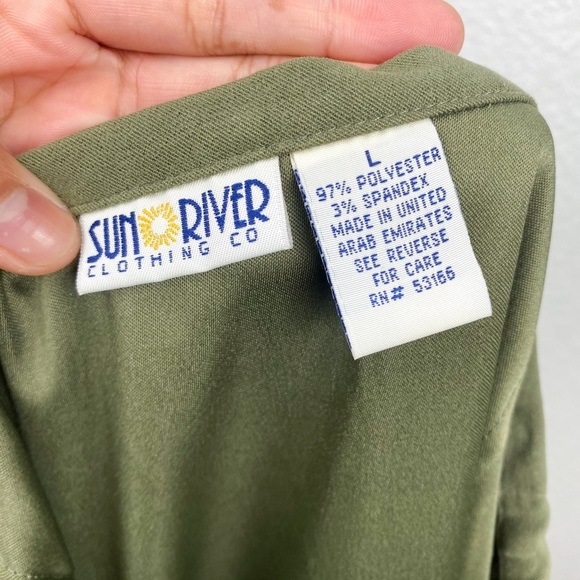 SUN RIVER
CLOTHING CO
L
97% POLYESTER
3% SPANDEX
MADE IN UNITED
ARAB EMIRATES
SEE REVERSE
FOR CARE
RN# 53166